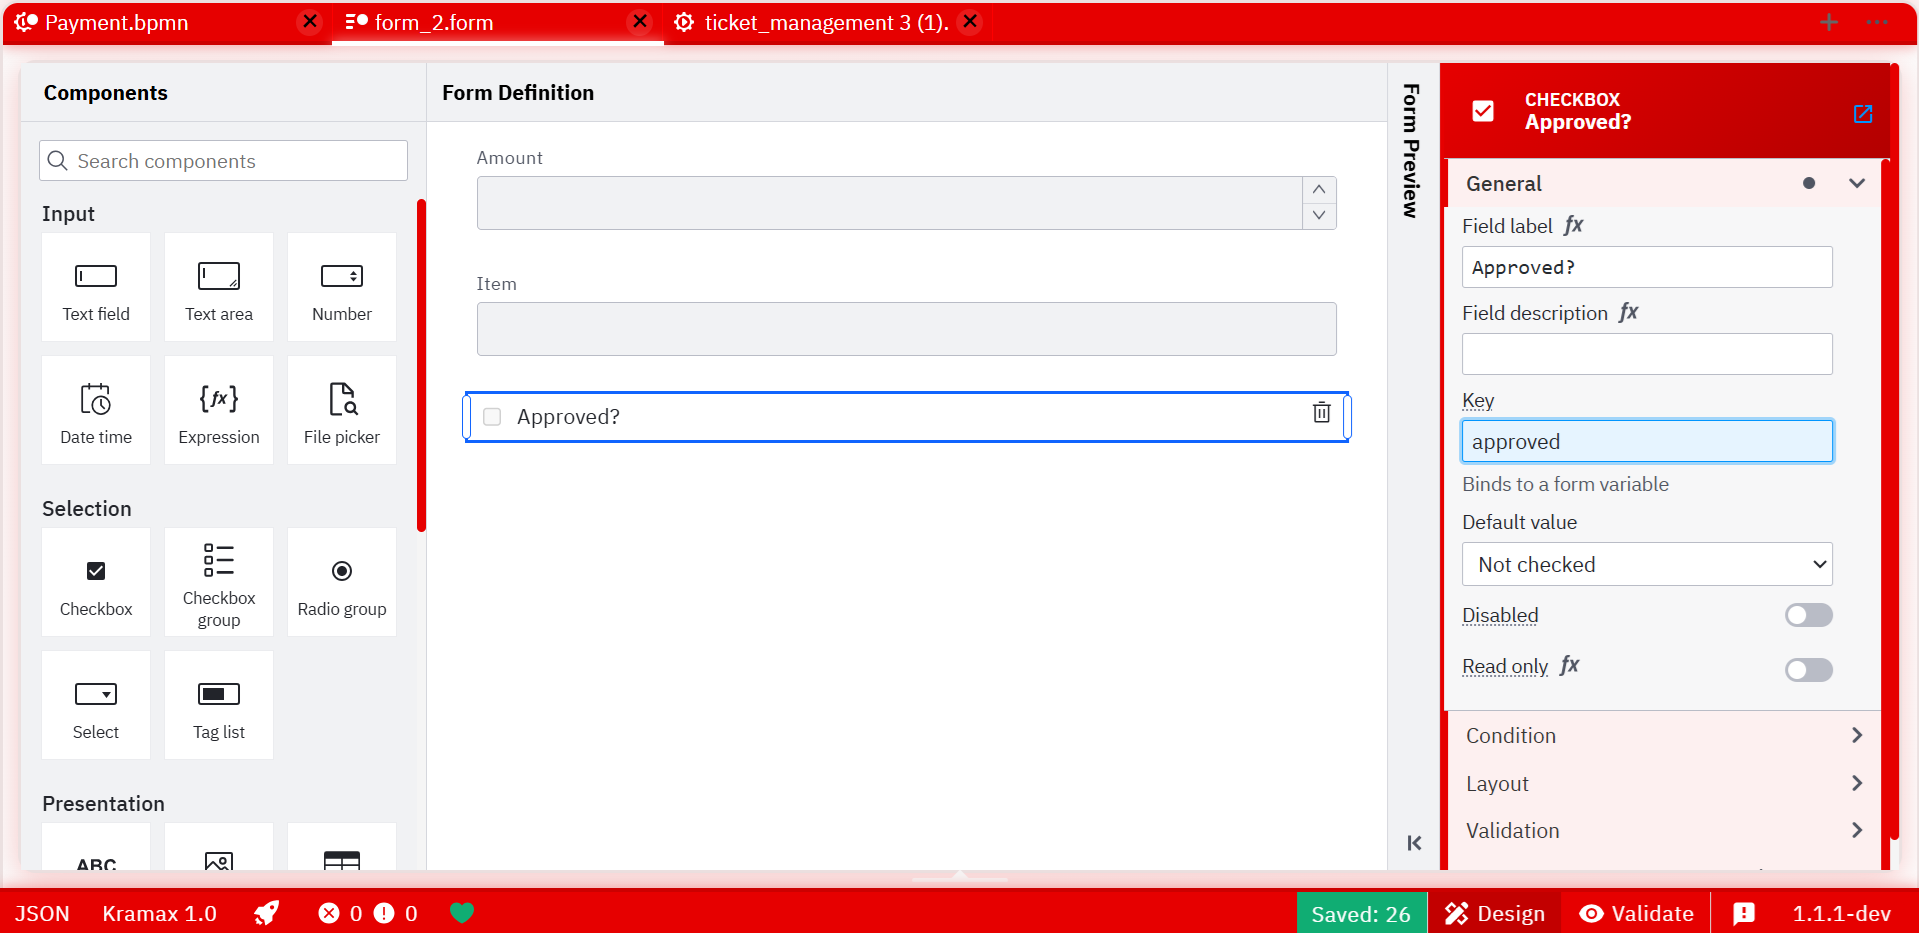 Payment.bpmn
form_2.form
ticket_management 3 (1).
Components
Search components
Input
Text field
Text area
Number
Date time
Expression
File picker
Selection
Checkbox
Checkbox
group
Radio group
Select
Tag list
Presentation
ABC
Form Definition
Amount
Item
Approved?
Form Preview
CHECKBOX
Approved?
General
Field label fx
Approved?
Field description fx
Key
approved
Binds to a form variable
Default value
Not checked
Disabled
Read only fx
Condition
Layout
Validation
JSON
Kramax 1.0
0
0
Saved: 26
Design
Validate
1.1.1-dev